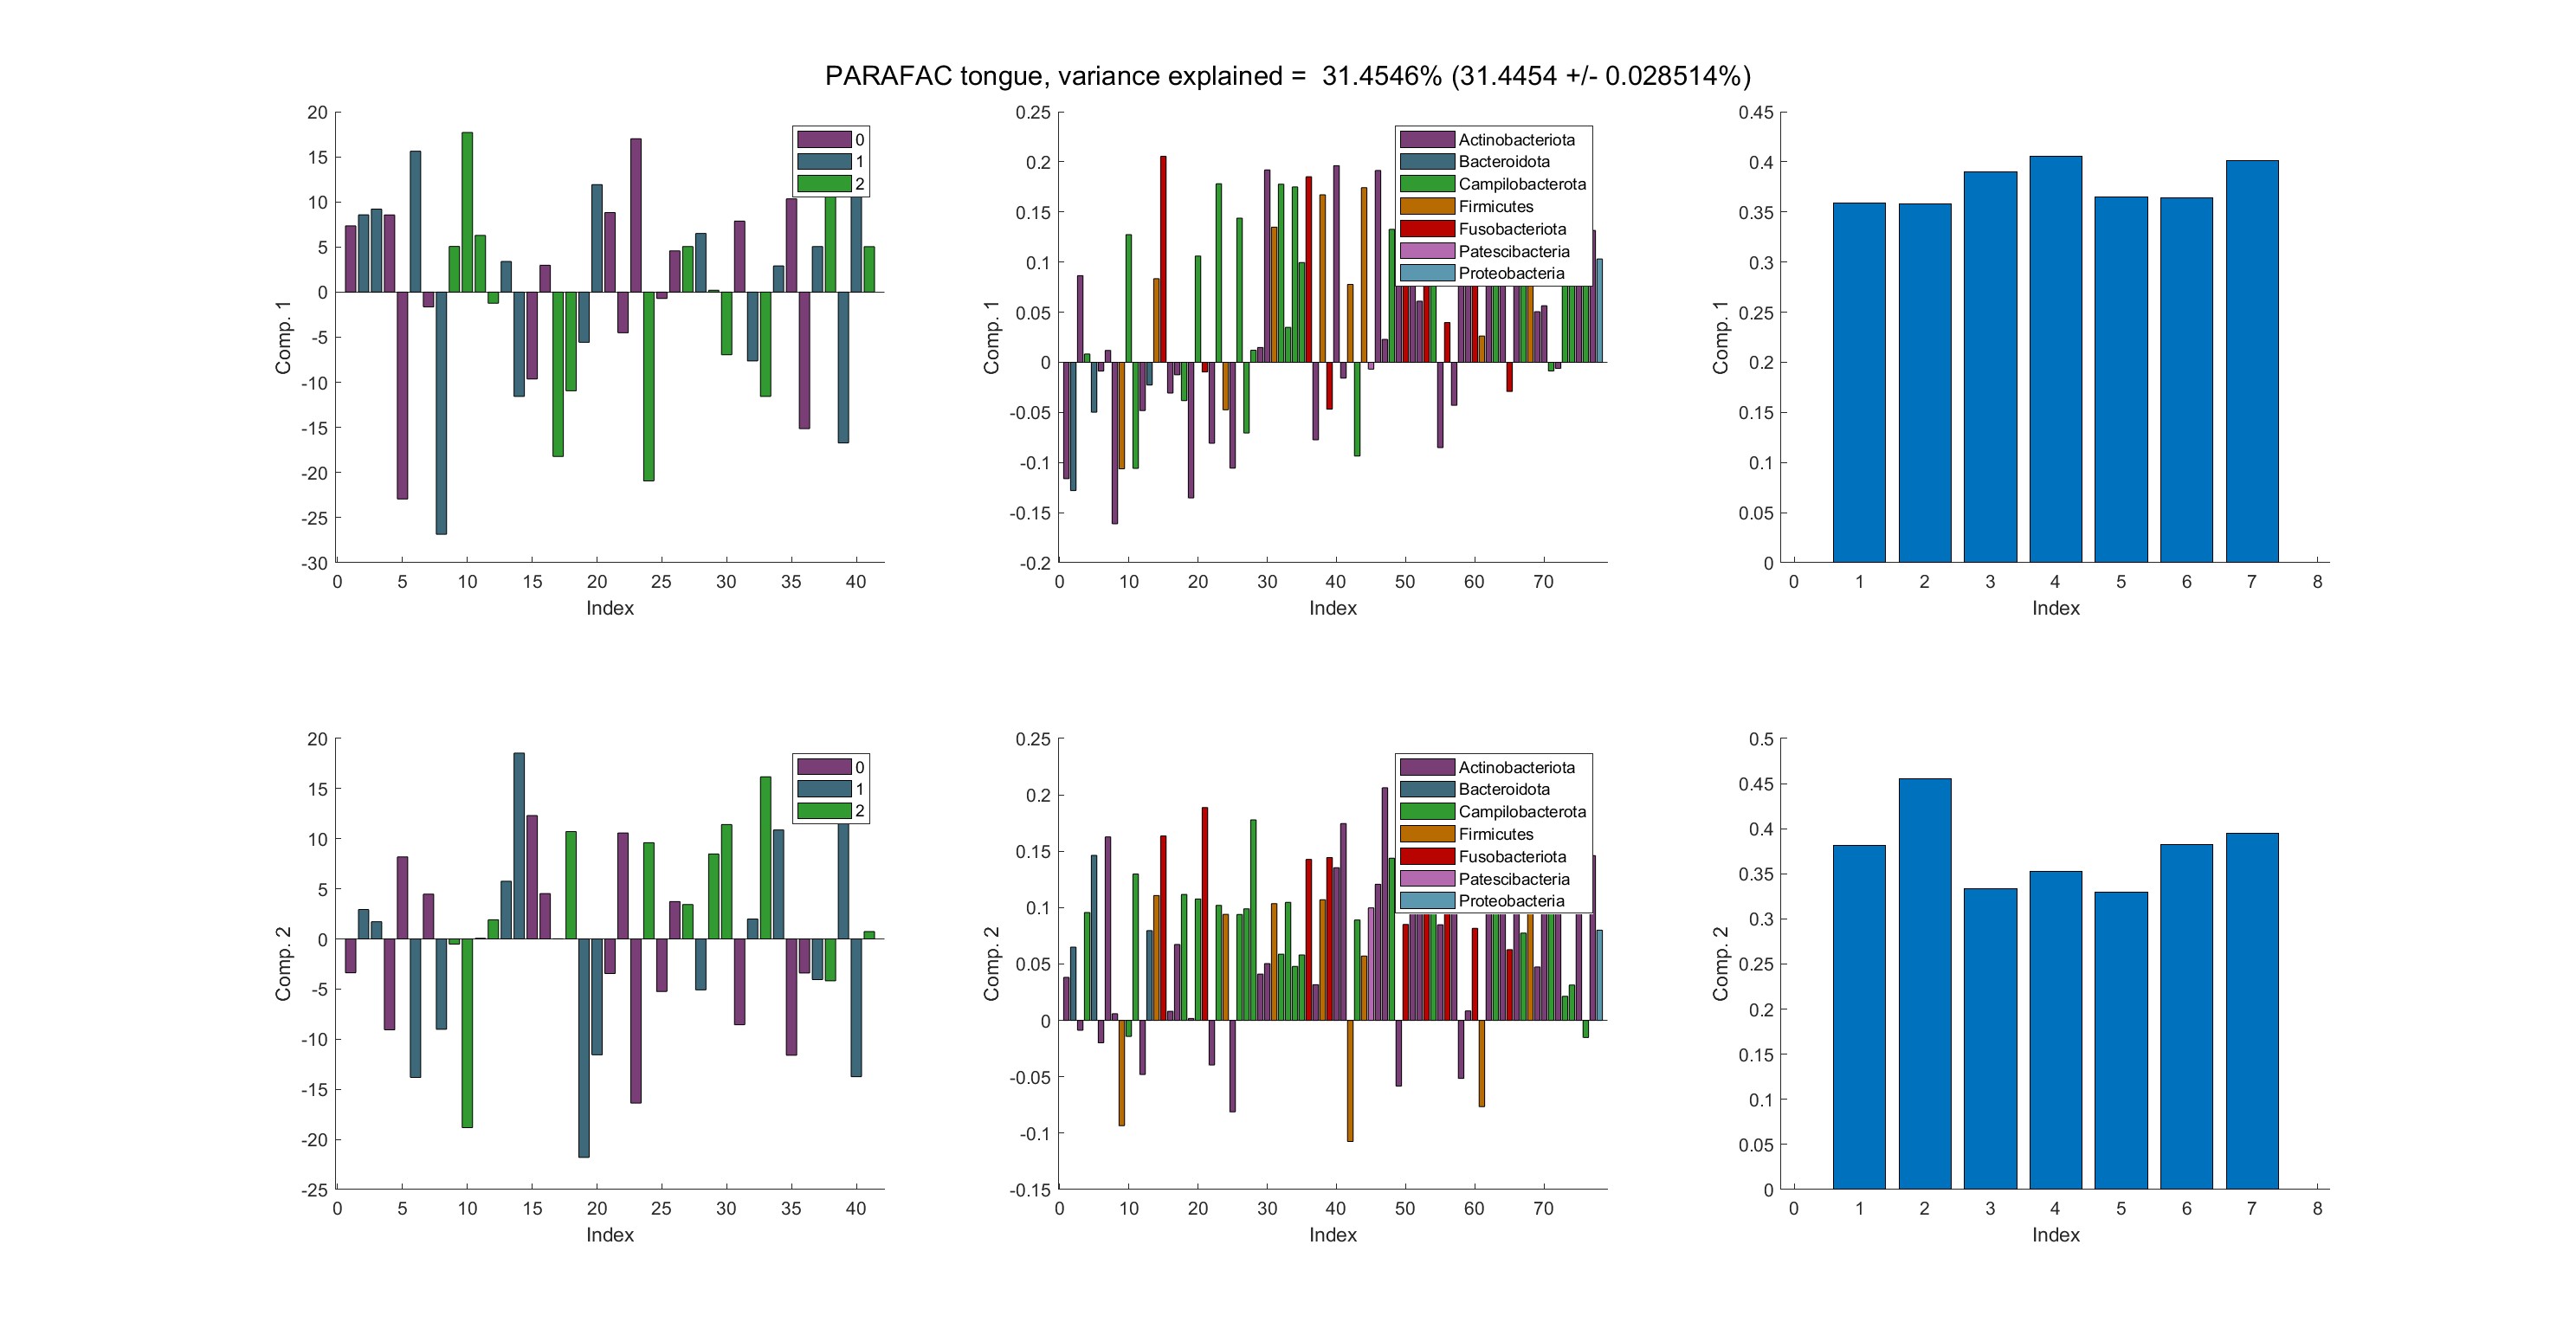 PARAFAC tongue, variance explained =  31.4546% (31.4454 +/- 0.028514%)
20
15
10
5
0
-5
-10
-15
-20
-25
-30
Comp. 1
0 5 10 15 20 25 30 35 40
Index
0
1
2
0.25
0.2
0.15
0.1
0.05
0
-0.05
-0.1
-0.15
-0.2
Comp. 1
0 10 20 30 40 50 60 70
Index
Actinobacteriota
Bacteroidota
Campilobacterota
Firmicutes
Fusobacteriota
Patescibacteria
Proteobacteria
0.45
0.4
0.35
0.3
0.25
0.2
0.15
0.1
0.05
0
Comp. 1
0 1 2 3 4 5 6 7 8
Index
20
15
10
5
0
-5
-10
-15
-20
-25
Comp. 2
0 5 10 15 20 25 30 35 40
Index
0
1
2
0.25
0.2
0.15
0.1
0.05
0
-0.05
-0.1
-0.15
Comp. 2
0 10 20 30 40 50 60 70
Index
Actinobacteriota
Bacteroidota
Campilobacterota
Firmicutes
Fusobacteriota
Patescibacteria
Proteobacteria
0.5
0.45
0.4
0.35
0.3
0.25
0.2
0.15
0.1
0.05
0
Comp. 2
0 1 2 3 4 5 6 7 8
Index